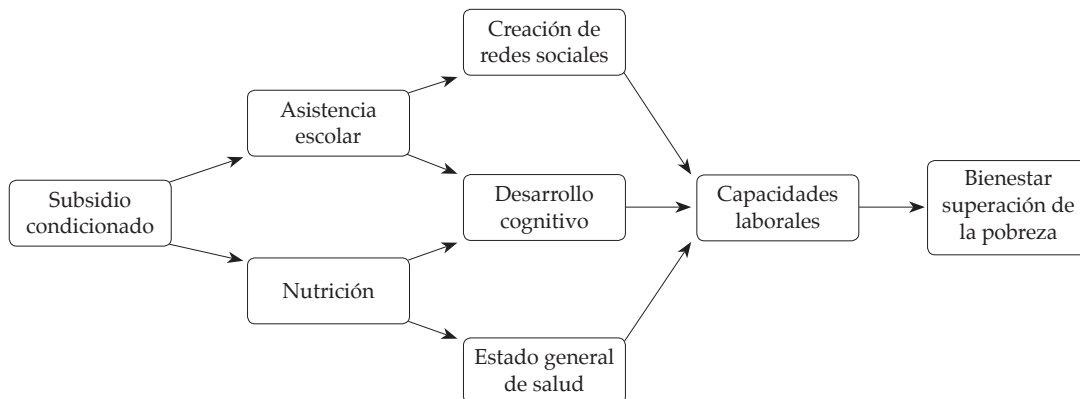 Creación de
redes sociales
Asistencia
escolar
Subsidio
condicionado
Desarrollo
cognitivo
Capacidades
laborales
Bienestar
superación de
la pobreza
Nutrición
Estado general
de salud